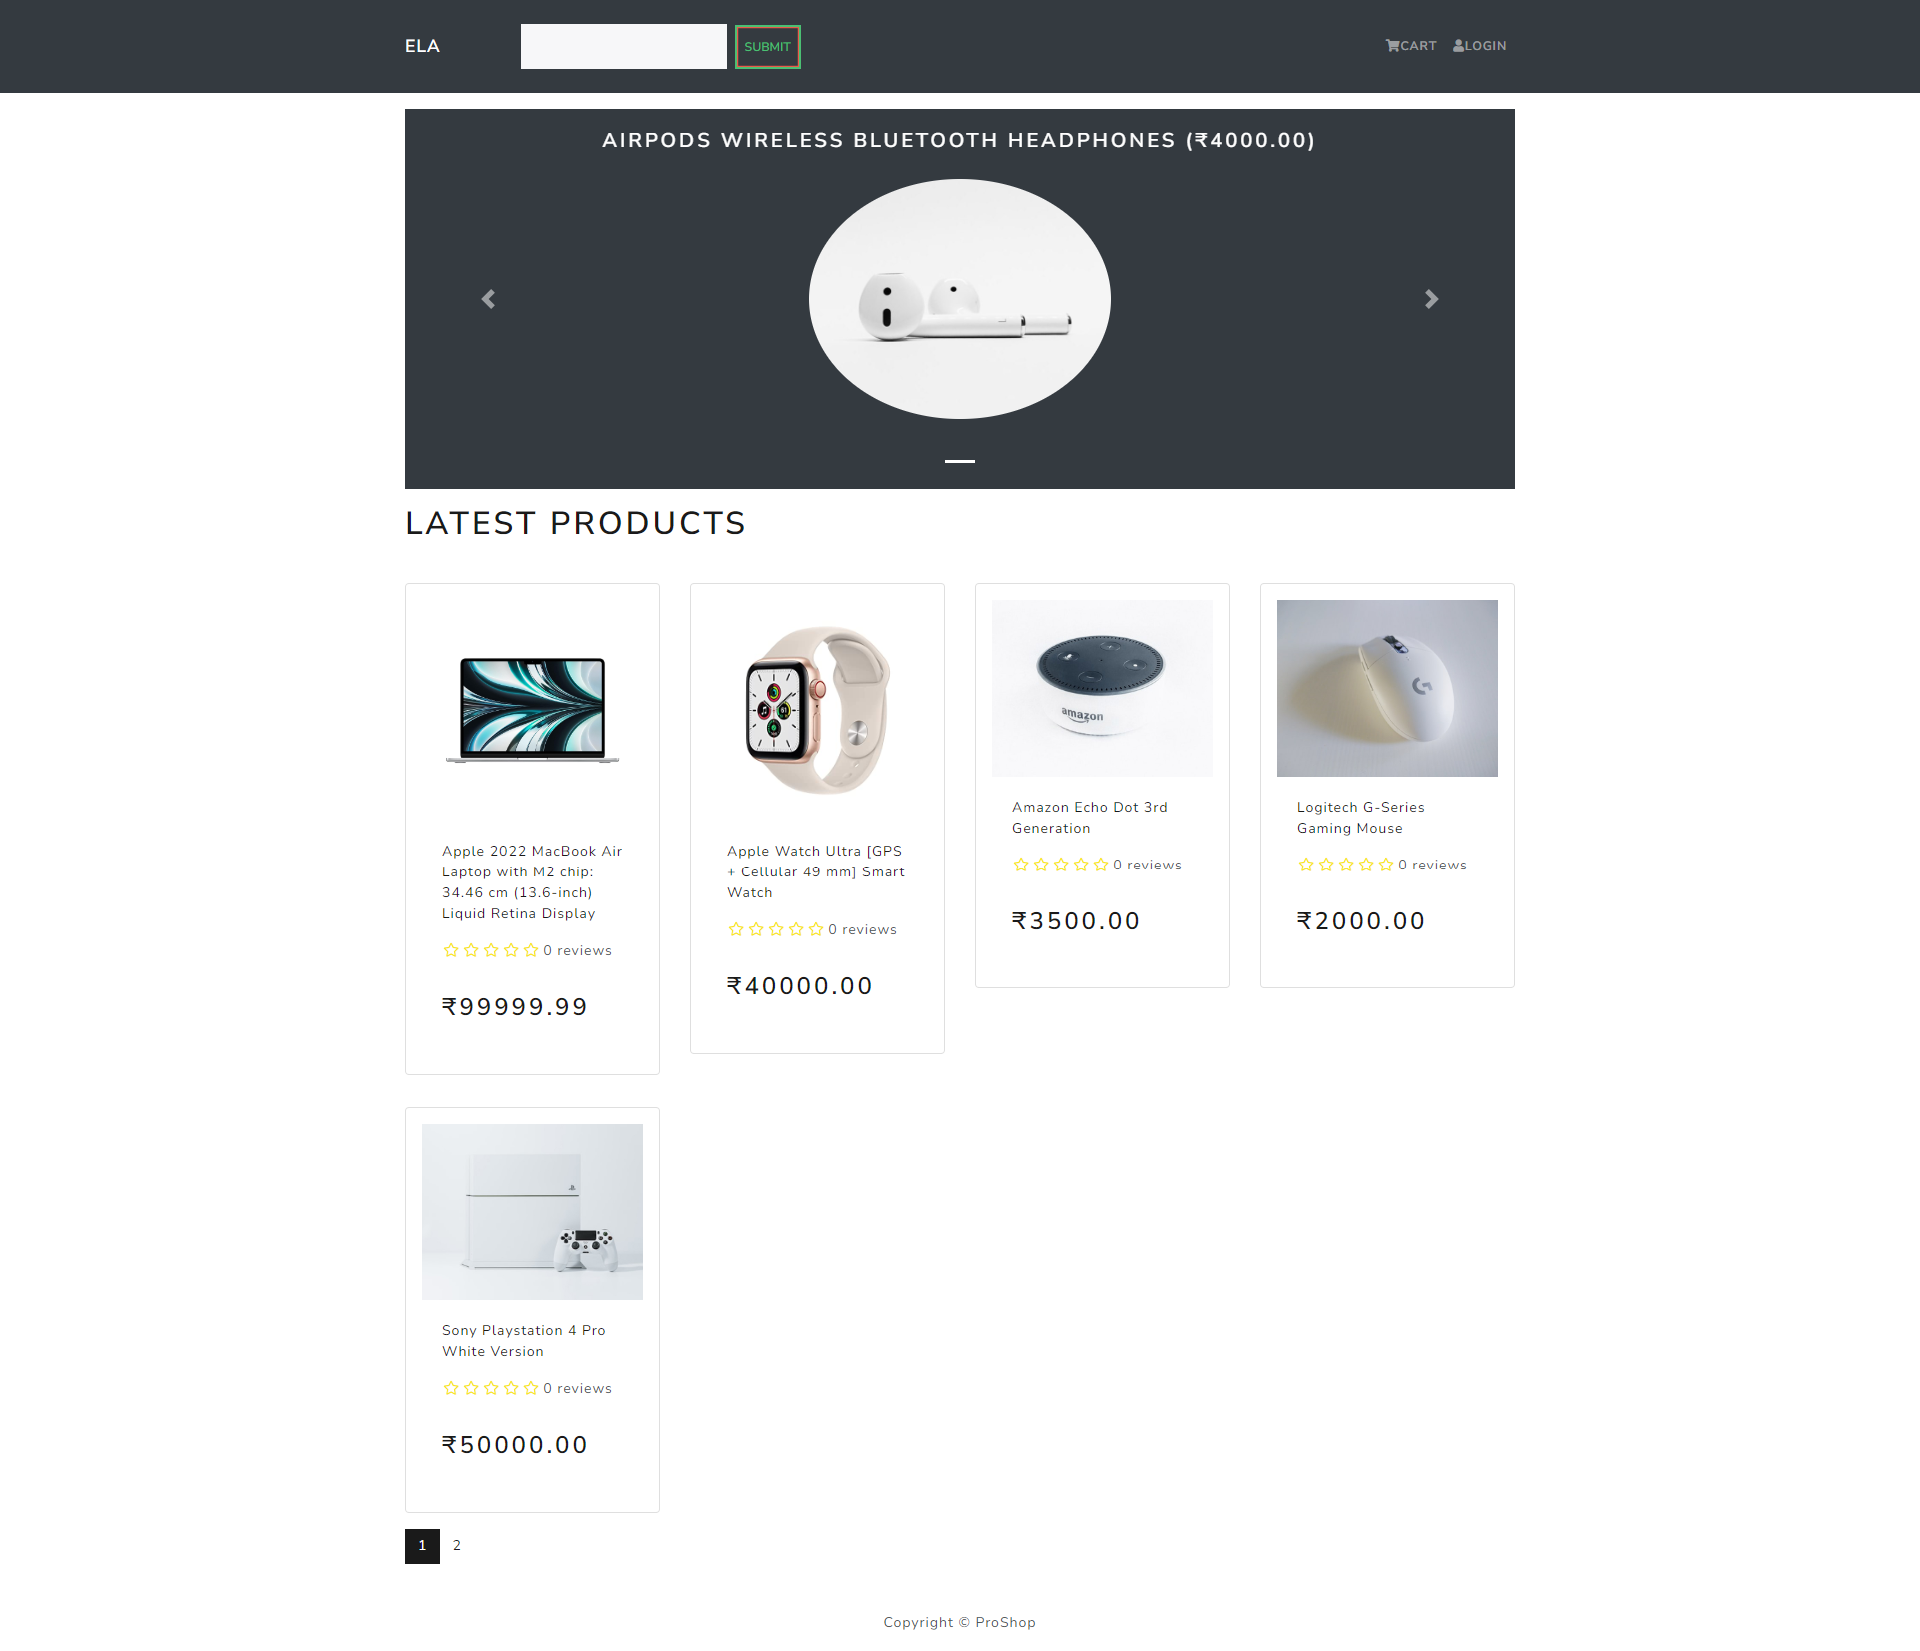 ELA
SUBMIT
CART
LOGIN
AIRPODS WIRELESS BLUETOOTH HEADPHONES (₹4000.00)
LATEST PRODUCTS
Apple 2022 MacBook Air
Laptop with M2 chip:
34.46 cm (13.6-inch)
Liquid Retina Display
0 reviews
₹99999.99
Apple Watch Ultra [GPS
+ Cellular 49 mm] Smart
Watch
0 reviews
₹40000.00
amazon
Amazon Echo Dot 3rd
Generation
0 reviews
₹3500.00
Logitech G-Series
Gaming Mouse
0 reviews
₹2000.00
Sony Playstation 4 Pro
White Version
0 reviews
₹50000.00
1 2
Copyright © ProShop